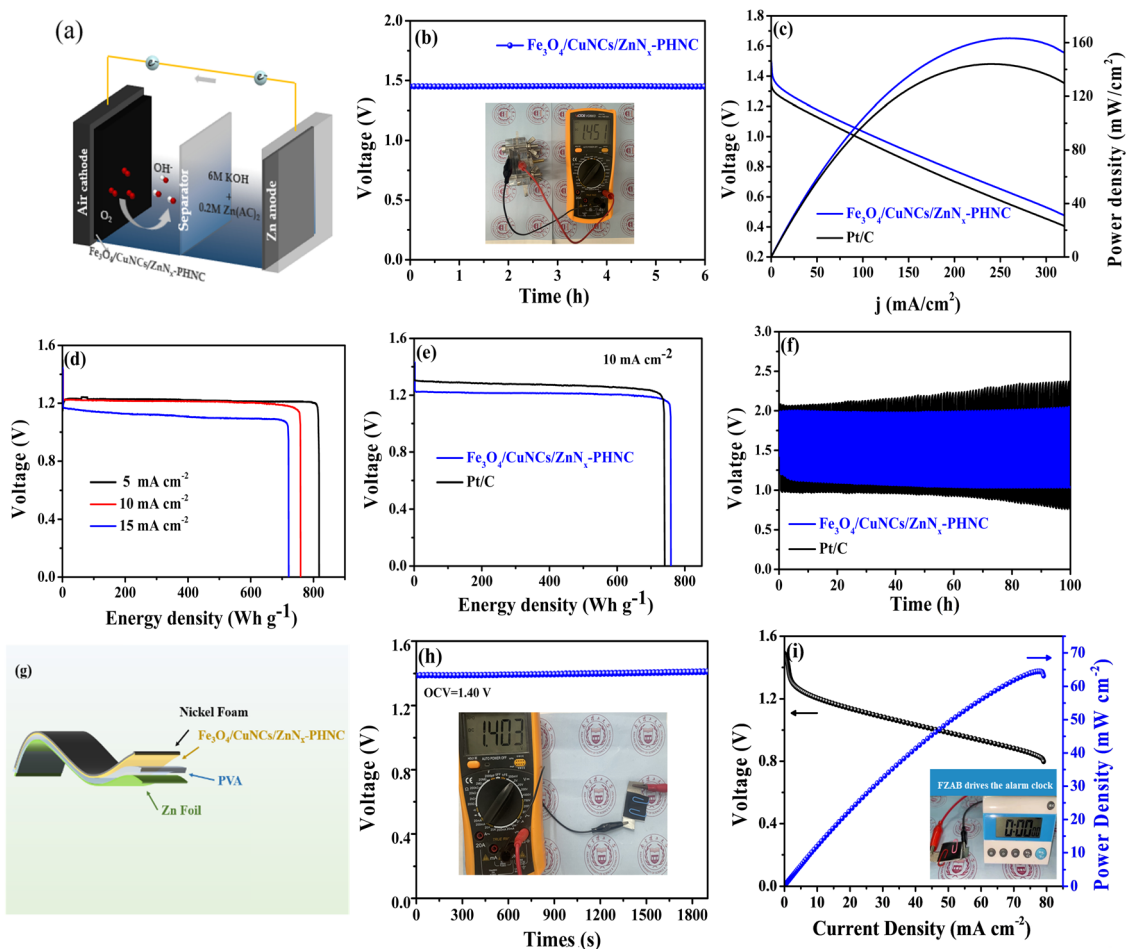 (a)
e⁻
e⁻
Air cathode
OH⁻
Separator
6M KOH
+
0.2M Zn(AC)₂
Zn anode
O₂
Fe₃O₄/CuNCs/ZnNₓ-PHNC
(b)
Fe₃O₄/CuNCs/ZnNₓ-PHNC
Voltage (V)
2.0
1.5
1.0
0.5
0.0
1.451
0 1 2 3 4 5 6
Time (h)
(c)
Voltage (V)
1.8
1.6
1.4
1.2
1.0
0.8
0.6
0.4
0.2
Fe₃O₄/CuNCs/ZnNₓ-PHNC
Pt/C
160
120
80
40
0
Power density (mW/cm²)
0 50 100 150 200 250 300
j (mA/cm²)
(d)
Voltage (V)
1.6
1.2
0.8
0.4
0.0
5 mA cm⁻²
10 mA cm⁻²
15 mA cm⁻²
0 200 400 600 800
Energy density (Wh g⁻¹)
(e)
10 mA cm⁻²
Voltage (V)
1.6
1.2
0.8
0.4
0.0
Fe₃O₄/CuNCs/ZnNₓ-PHNC
Pt/C
0 200 400 600 800
Energy density (Wh g⁻¹)
(f)
Volatge (V)
3.0
2.5
2.0
1.5
1.0
0.5
0.0
Fe₃O₄/CuNCs/ZnNₓ-PHNC
Pt/C
0 20 40 60 80 100
Time (h)
(g)
Nickel Foam
Fe₃O₄/CuNCs/ZnNₓ-PHNC
PVA
Zn Foil
(h)
Voltage (V)
1.6
1.2
0.8
0.4
0.0
OCV=1.40 V
1.403
20A
0 300 600 900 1200 1500 1800
Times (s)
(i)
Voltage (V)
1.6
1.2
0.8
0.4
0.0
FZAB drives the alarm clock
0:00
70
60
50
40
30
20
10
0
Power Density (mW cm⁻²)
0 10 20 30 40 50 60 70 80 90
Current Density (mA cm⁻²)